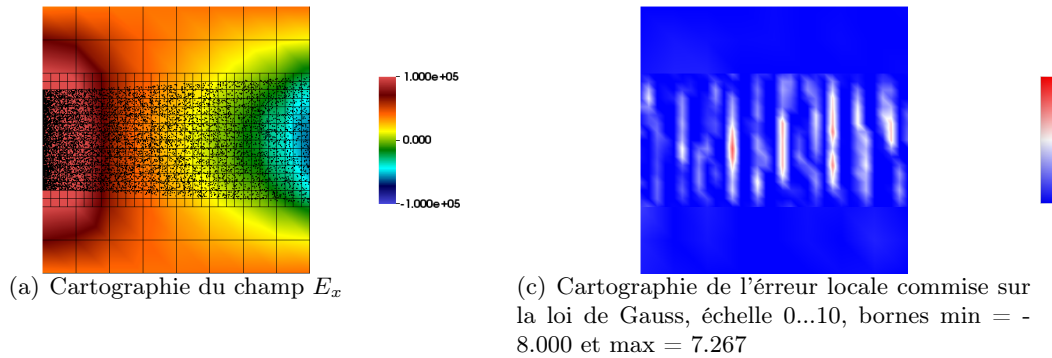 1.000e+05
0.000
-1.000e+05
(a) Cartographie du champ E_x
(c) Cartographie de l'érreur locale commise sur
la loi de Gauss, échelle 0...10, bornes min = -
8.000 et max = 7.267